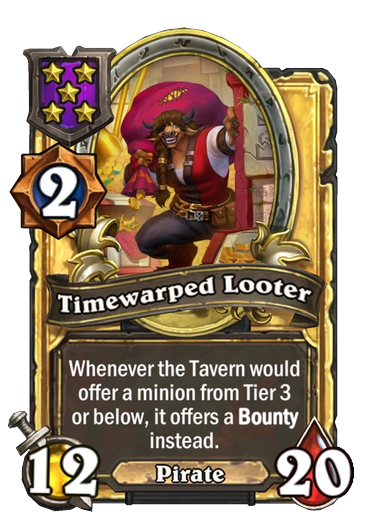 2
Timewarped Looter
Whenever the Tavern would
offer a minion from Tier 3
or below, it offers a Bounty
instead.
12
Pirate
20